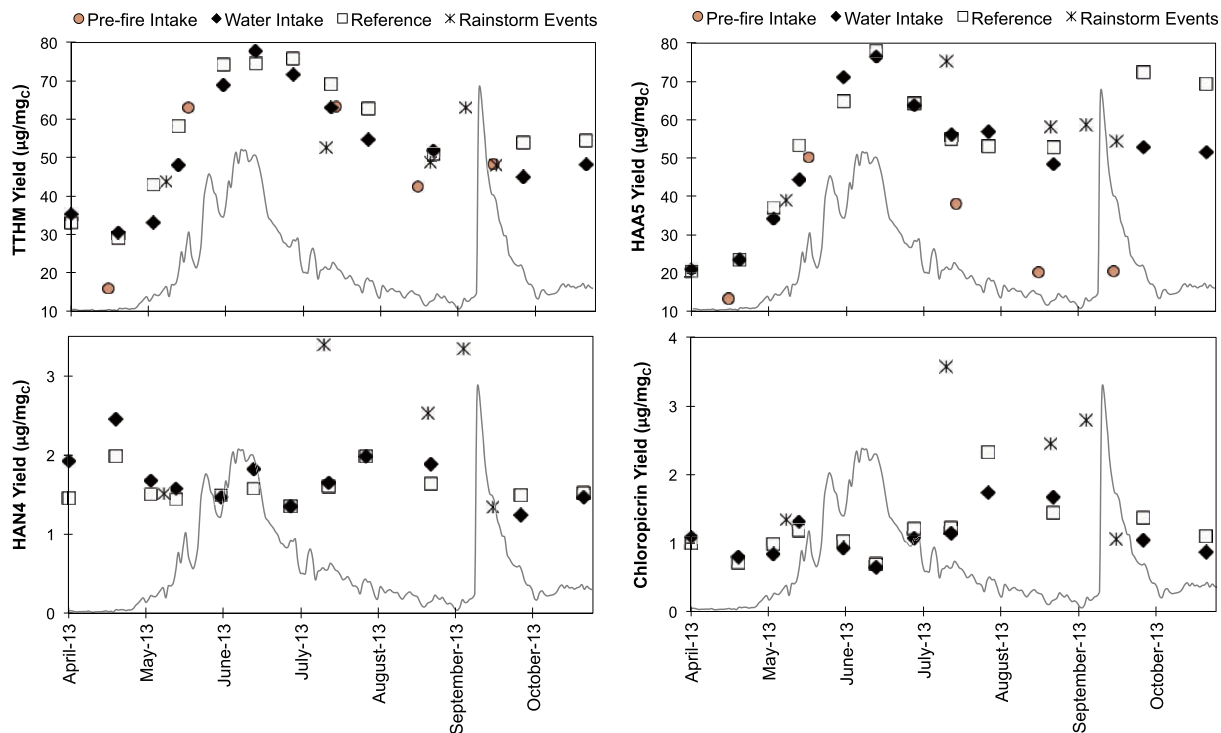 Pre-fire Intake Water Intake Reference Rainstorm Events
Pre-fire Intake Water Intake Reference Rainstorm Events
TTHM Yield (µg/mgC)
80
70
60
50
40
30
20
10
HAA5 Yield (µg/mgC)
80
70
60
50
40
30
20
10
HAN4 Yield (µg/mgC)
3
2
1
0
Chloropicrin Yield (µg/mgC)
4
3
2
1
0
April-13
May-13
June-13
July-13
August-13
September-13
October-13
April-13
May-13
June-13
July-13
August-13
September-13
October-13